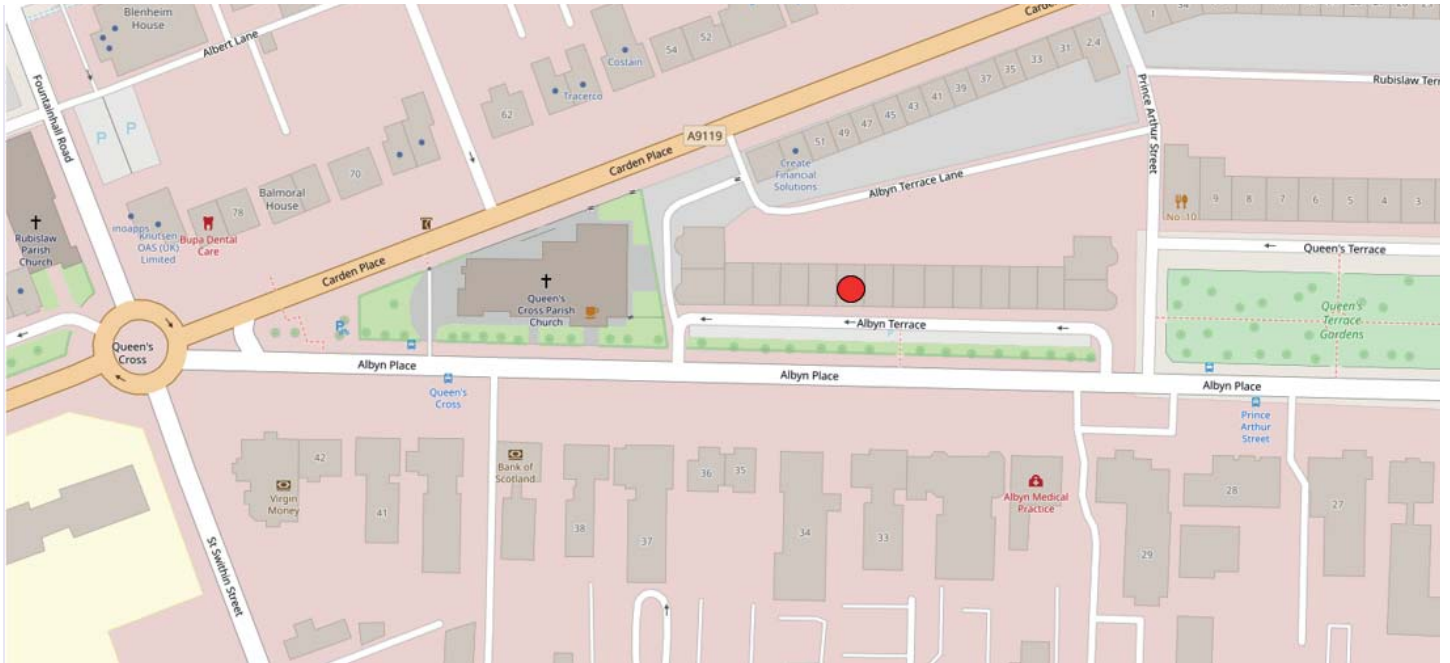 Blenheim
House
Albert Lane
Fountainhall Road
P
P
54
52
Costain
Tracerco
62
70
Balmoral
House
78
Bupa Dental
Care
Knutsen
OAS (UK)
Limited
inoapps
Rubislaw
Parish
Church
Carden Place
A9119
Carden Place
51
49
47
45
43
41
39
37
35
33
31
2,4
1
Create
Financial
Solutions
Albyn Terrace Lane
Prince Arthur Street
Rubislaw Terr
No. 10
9
8
7
6
5
4
3
Queen's Terrace
Queen's
Terrace
Gardens
Queen's
Cross Parish
Church
P
Albyn Terrace
P
Queen's
Cross
Albyn Place
Albyn Place
Albyn Place
Queen's
Cross
Prince
Arthur
Street
Virgin
Money
42
41
Bank of
Scotland
38
37
36
35
34
33
Albyn Medical
Practice
29
28
27
St Swithin Street